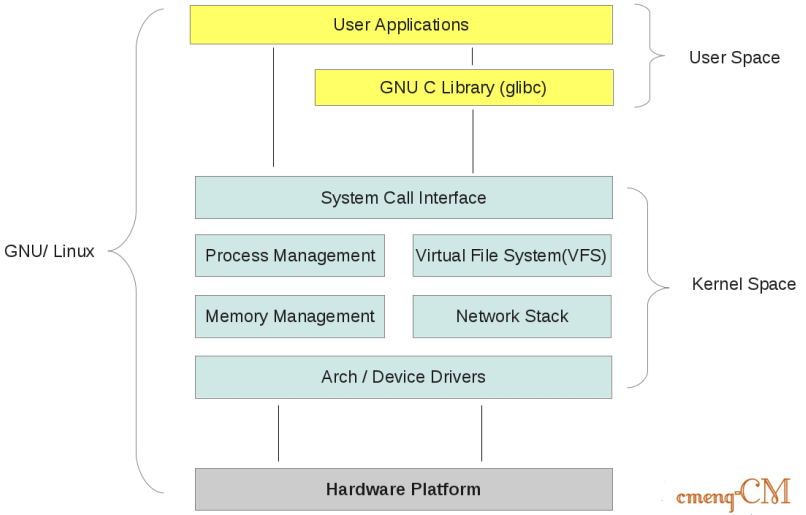 User Applications
User Space
GNU C Library (glibc)
System Call Interface
GNU/ Linux
Process Management
Virtual File System(VFS)
Kernel Space
Memory Management
Network Stack
Arch / Device Drivers
Hardware Platform
cmeng-CM